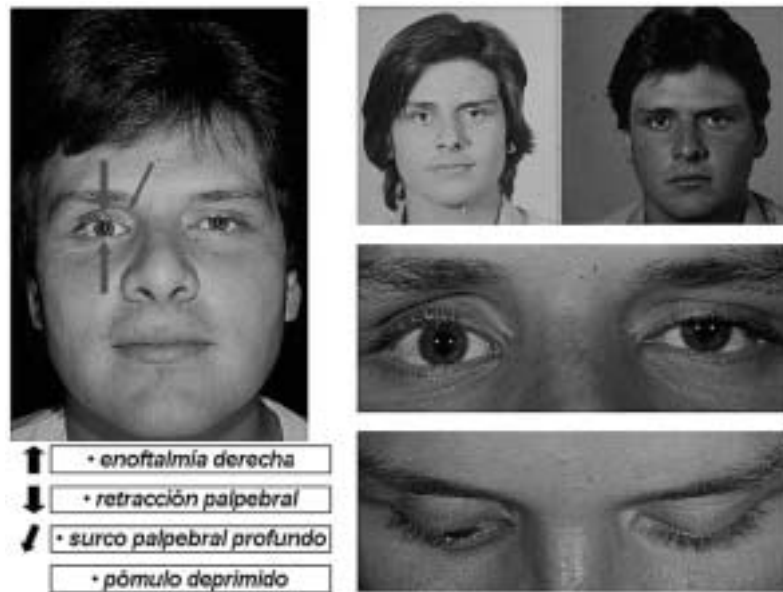 • enoftalmía derecha
• retracción palpebral
• surco palpebral profundo
• pómulo deprimido